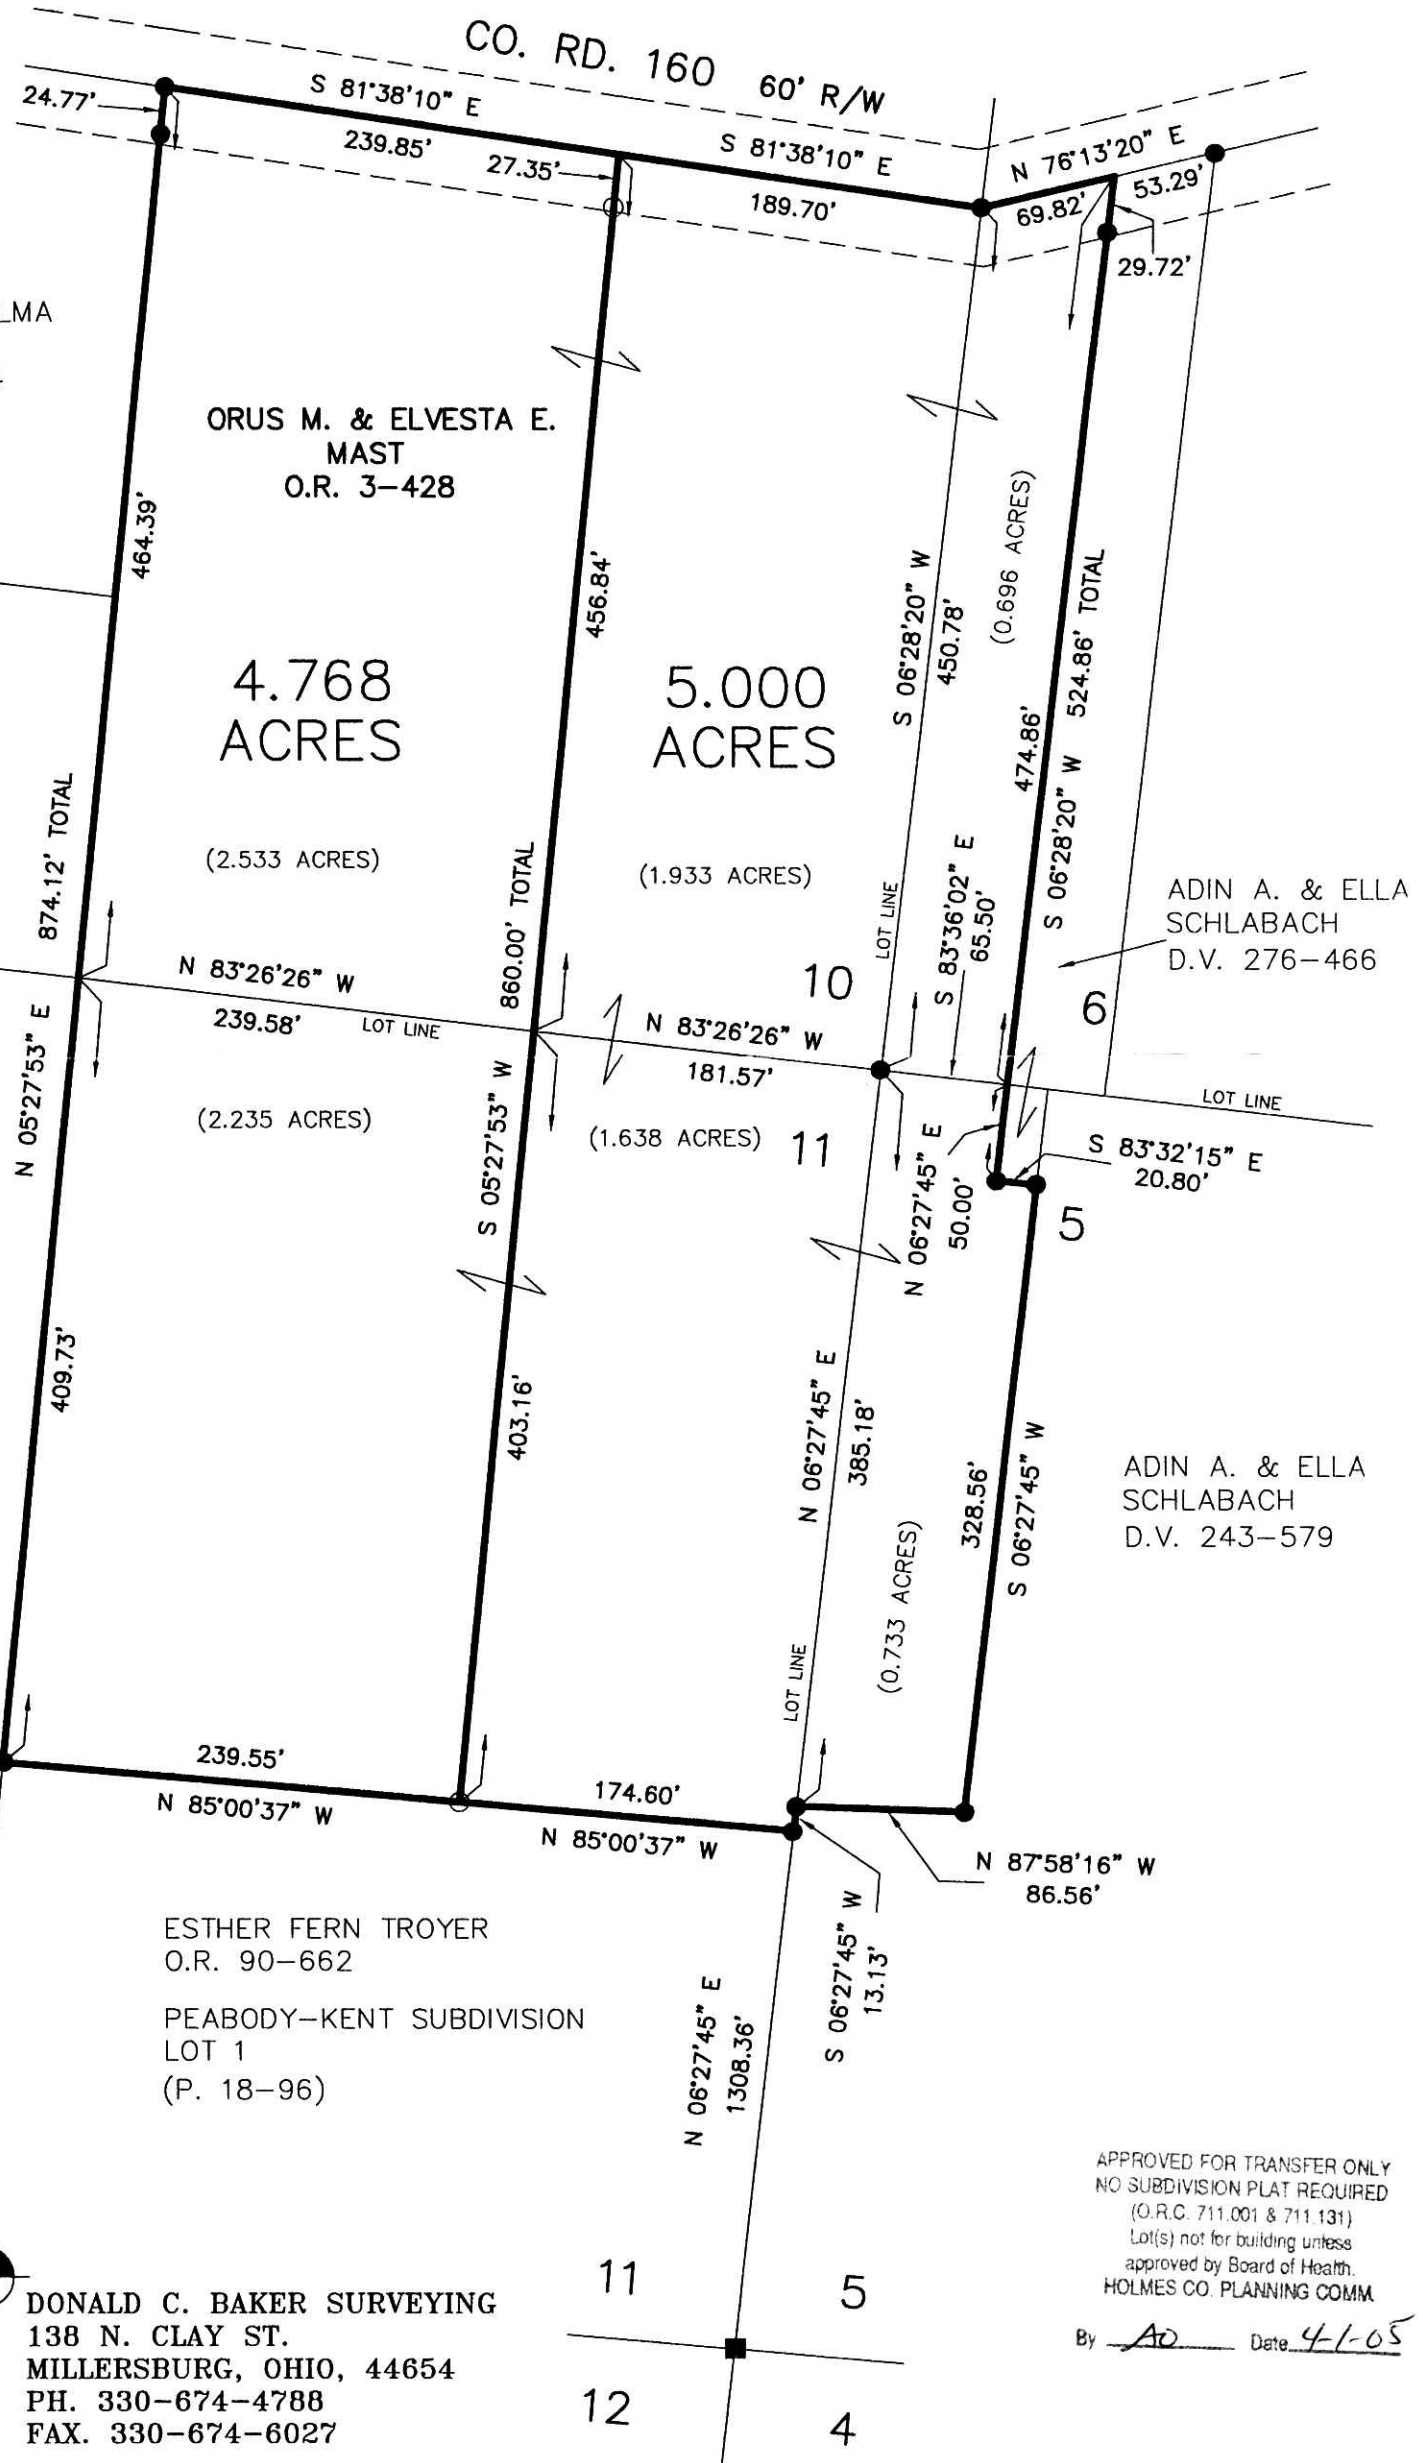 CO. RD. 160 60' R/W
24.77'
S 81°38'10" E
239.85'
27.35'
S 81°38'10" E
189.70'
N 76°13'20" E
69.82'
53.29'
29.72'
LMA
ORUS M. & ELVESTA E.
MAST
O.R. 3-428
464.39'
456.84'
S 06°28'20" W
450.78'
(0.696 ACRES)
474.86'
S 06°28'20" W 524.86' TOTAL
4.768
ACRES
5.000
ACRES
874.12' TOTAL
N 05°27'53" E
(2.533 ACRES)
(1.933 ACRES)
860.00' TOTAL
S 05°27'53" W
LOT LINE
S 83°36'02" E
65.50'
ADIN A. & ELLA
SCHLABACH
D.V. 276-466
10
6
N 83°26'26" W
239.58'
LOT LINE
N 83°26'26" W
181.57'
LOT LINE
(2.235 ACRES)
(1.638 ACRES)
11
N 06°27'45" E
50.00'
S 83°32'15" E
20.80'
5
409.73'
403.16'
N 06°27'45" E
385.18'
328.56'
S 06°27'45" W
ADIN A. & ELLA
SCHLABACH
D.V. 243-579
(0.733 ACRES)
LOT LINE
239.55'
N 85°00'37" W
174.60'
N 85°00'37" W
N 87°58'16" W
86.56'
S 06°27'45" W
13.13'
ESTHER FERN TROYER
O.R. 90-662
PEABODY-KENT SUBDIVISION
LOT 1
(P. 18-96)
N 06°27'45" E
1308.36'
APPROVED FOR TRANSFER ONLY
NO SUBDIVISION PLAT REQUIRED
(O.R.C. 711.001 & 711.131)
Lot(s) not for building unless
approved by Board of Health.
HOLMES CO. PLANNING COMM.
By AO Date 4-1-05
11
5
12
4
DONALD C. BAKER SURVEYING
138 N. CLAY ST.
MILLERSBURG, OHIO, 44654
PH. 330-674-4788
FAX. 330-674-6027